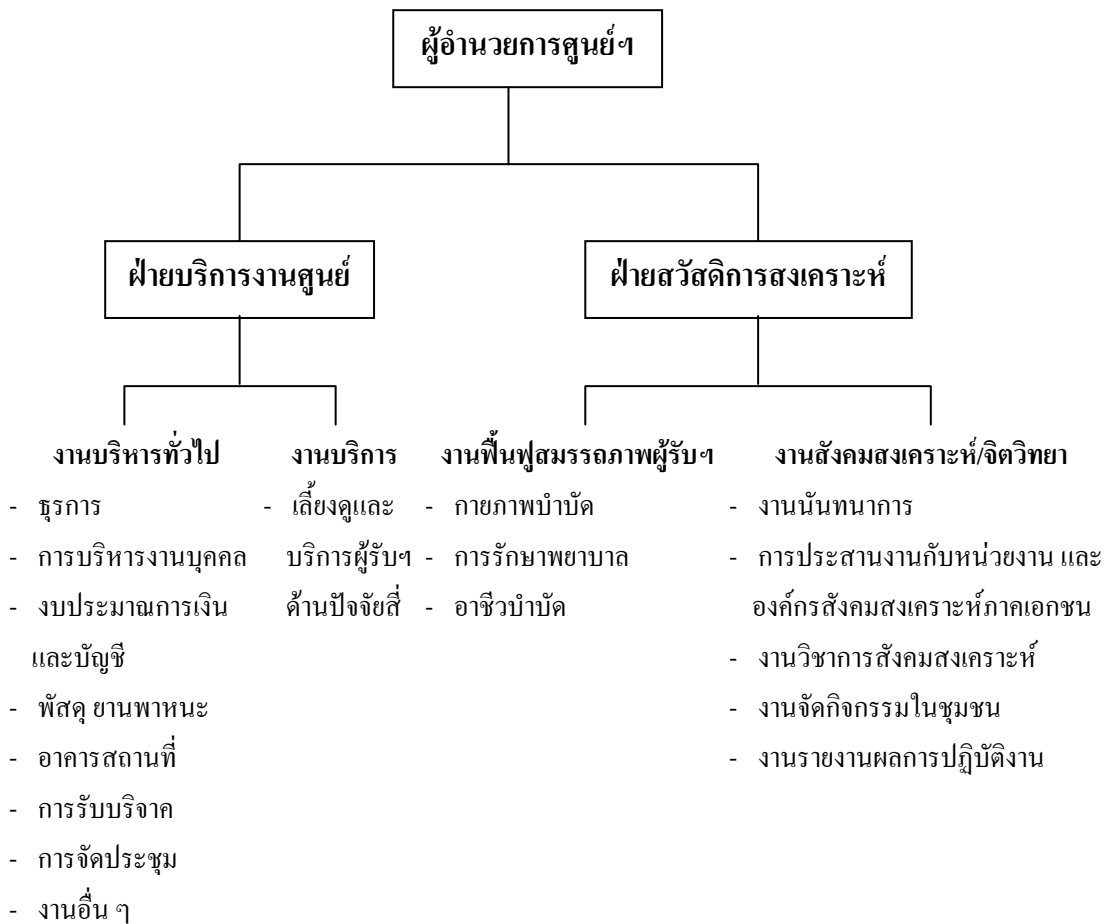 ผู้อำนวยการศูนย์ฯ
ฝ่ายบริการงานศูนย์
ฝ่ายสวัสดิการสงเคราะห์
งานบริหารทั่วไป
- ธุรการ
- การบริหารงานบุคคล
- งบประมาณการเงิน
และบัญชี
- พัสดุ ยานพาหนะ
- อาคารสถานที่
- การรับบริจาค
- การจัดประชุม
- งานอื่น ๆ
งานบริการ
- เลี้ยงดูและ
บริการผู้รับฯ
ด้านปัจจัยสี่
งานฟื้นฟูสมรรถภาพผู้รับฯ
- กายภาพบำบัด
- การรักษาพยาบาล
- อาชีวบำบัด
งานสังคมสงเคราะห์/จิตวิทยา
- งานนันทนาการ
- การประสานงานกับหน่วยงาน และ
องค์กรสังคมสงเคราะห์ภาคเอกชน
- งานวิชาการสังคมสงเคราะห์
- งานจัดกิจกรรมในชุมชน
- งานรายงานผลการปฏิบัติงาน